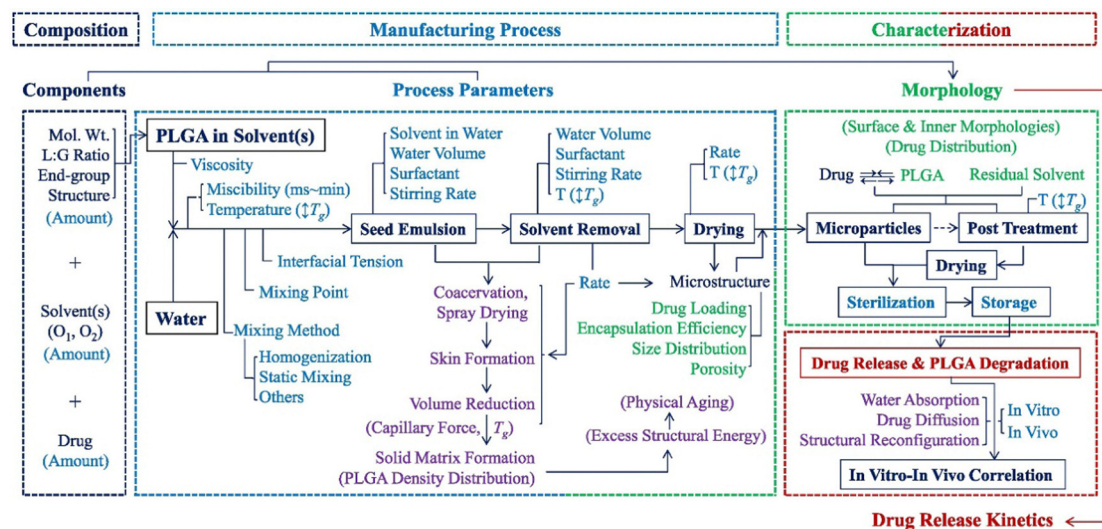 Composition
Manufacturing Process
Characterization
Components
Process Parameters
Morphology
Mol. Wt.
L:G Ratio
End-group
Structure
(Amount)
+
Solvent(s)
(O1, O2)
(Amount)
+
Drug
(Amount)
PLGA in Solvent(s)
Viscosity
Miscibility (ms~min)
Temperature (↕Tg)
Interfacial Tension
Mixing Point
Water
Mixing Method
Homogenization
Static Mixing
Others
Solvent in Water
Water Volume
Surfactant
Stirring Rate
Seed Emulsion
Water Volume
Surfactant
Stirring Rate
T (↕Tg)
Solvent Removal
Rate
T (↕Tg)
Drying
Coacervation,
Spray Drying
Skin Formation
Volume Reduction
(Capillary Force, Tg)
Solid Matrix Formation
(PLGA Density Distribution)
Rate
Microstructure
Drug Loading
Encapsulation Efficiency
Size Distribution
Porosity
(Physical Aging)
(Excess Structural Energy)
(Surface & Inner Morphologies)
(Drug Distribution)
Drug ⇌ PLGA
Residual Solvent
T (↕Tg)
Microparticles
Post Treatment
Drying
Sterilization
Storage
Drug Release & PLGA Degradation
Water Absorption
Drug Diffusion
Structural Reconfiguration
In Vitro
In Vivo
In Vitro-In Vivo Correlation
Drug Release Kinetics